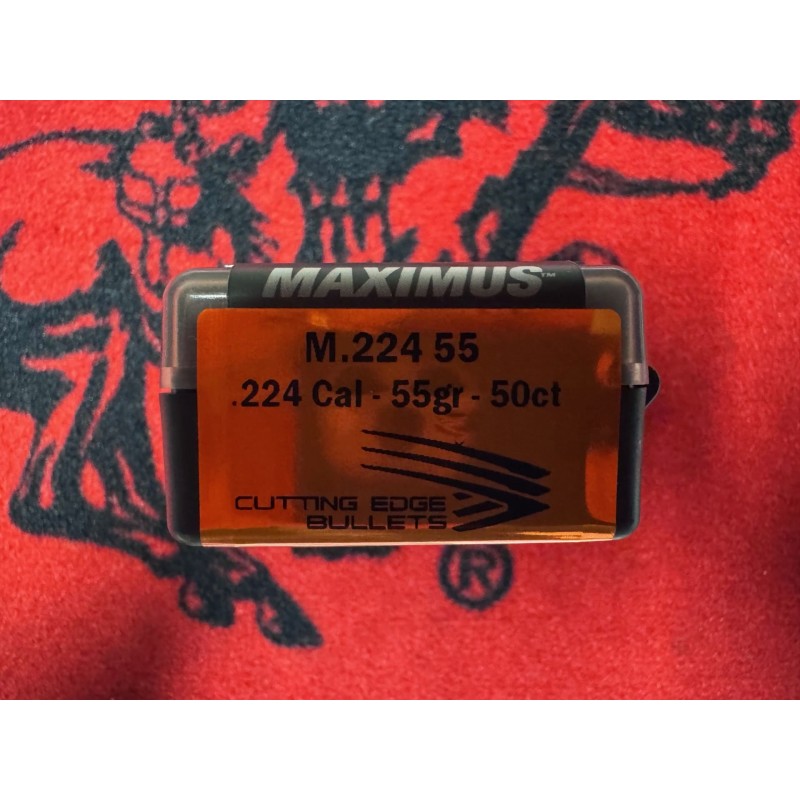 MAXIMUS™
M.224 55
.224 Cal - 55gr - 50ct
CUTTING EDGE
BULLETS
®